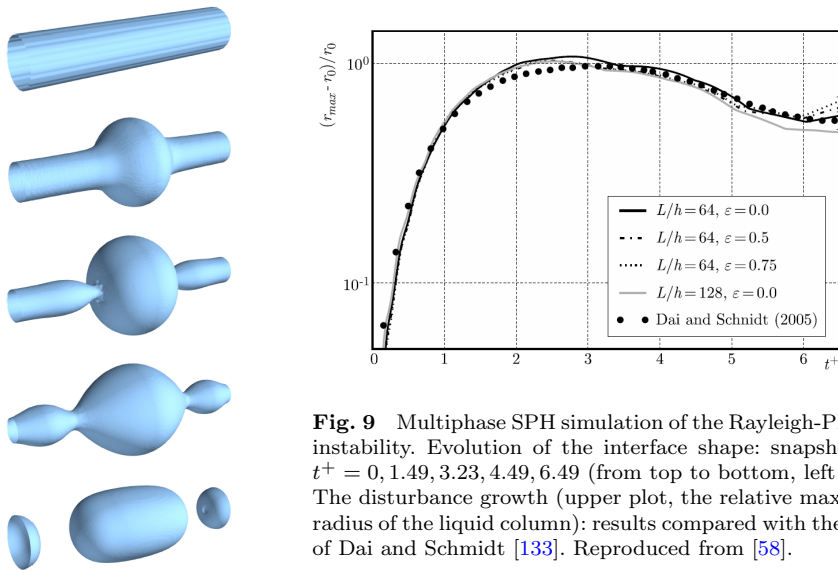 (r_max - r_0)/r_0
10^0
10^-1
L/h=64, ε=0.0
L/h=64, ε=0.5
L/h=64, ε=0.75
L/h=128, ε=0.0
Dai and Schnidt (2005)
0 1 2 3 4 5 6 t^+
Fig. 9 Multiphase SPH simulation of the Rayleigh-P
instability. Evolution of the interface shape: snapsh
t^+ = 0, 1.49, 3.23, 4.49, 6.49 (from top to bottom, left
The disturbance growth (upper plot, the relative max
radius of the liquid column): results compared with the
of Dai and Schmidt [133]. Reproduced from [58].